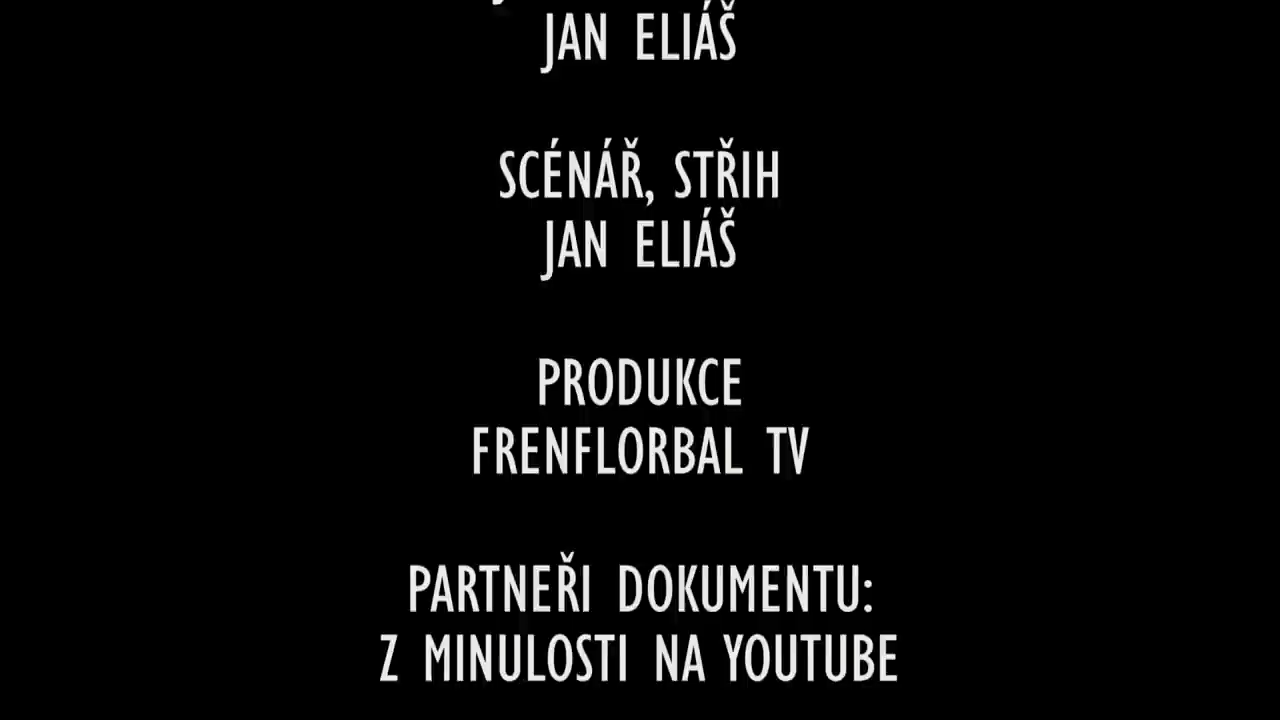 JAN ELIÁŠ
SCÉNÁŘ, STŘIH
JAN ELIÁŠ
PRODUKCE
FRENFLORBAL TV
PARTNEŘI DOKUMENTU:
Z MINULOSTI NA YOUTUBE